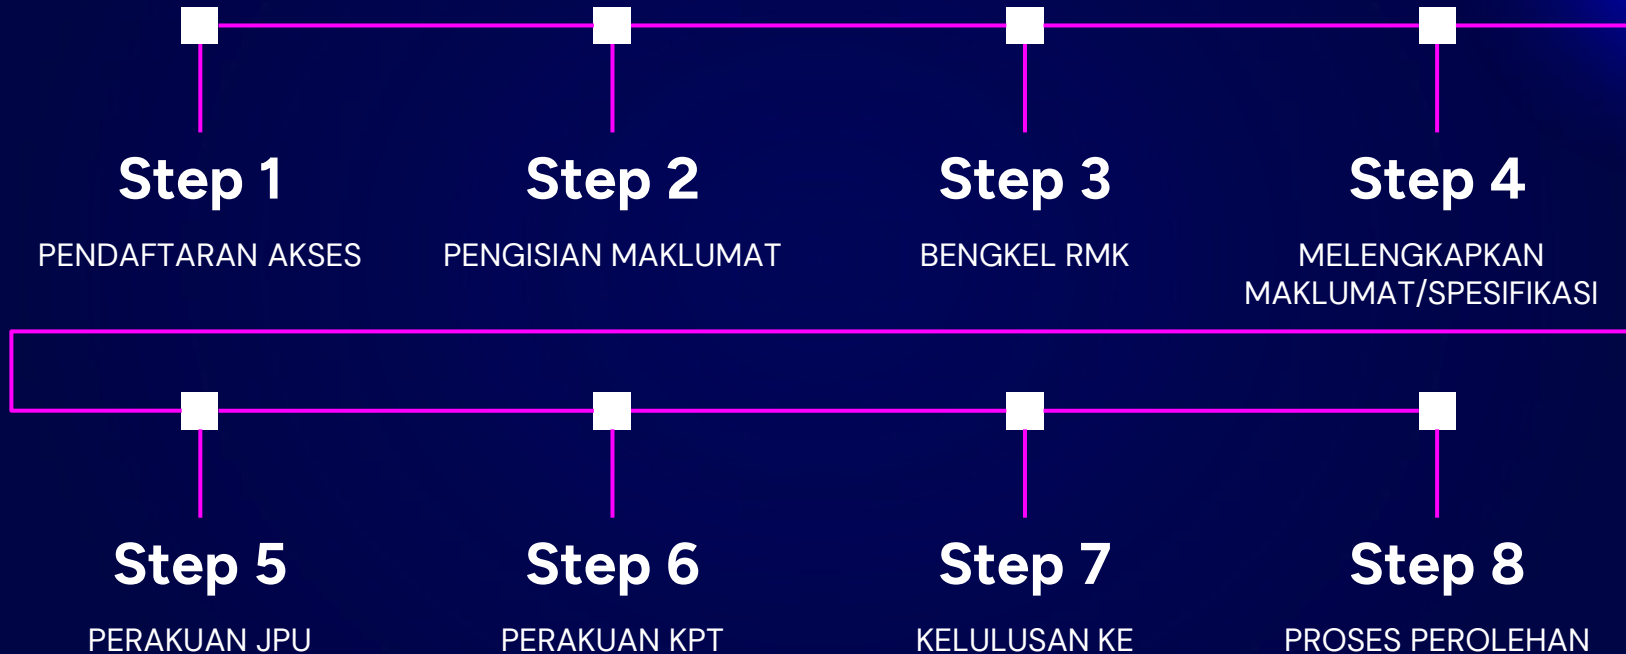 Step 1
PENDAFTARAN AKSES
Step 2
PENGISIAN MAKLUMAT
Step 3
BENGKEL RMK
Step 4
MELENGKAPKAN
MAKLUMAT/SPESIFIKASI
Step 5
PERAKUAN JPU
Step 6
PERAKUAN KPT
Step 7
KELULUSAN KE
Step 8
PROSES PEROLEHAN